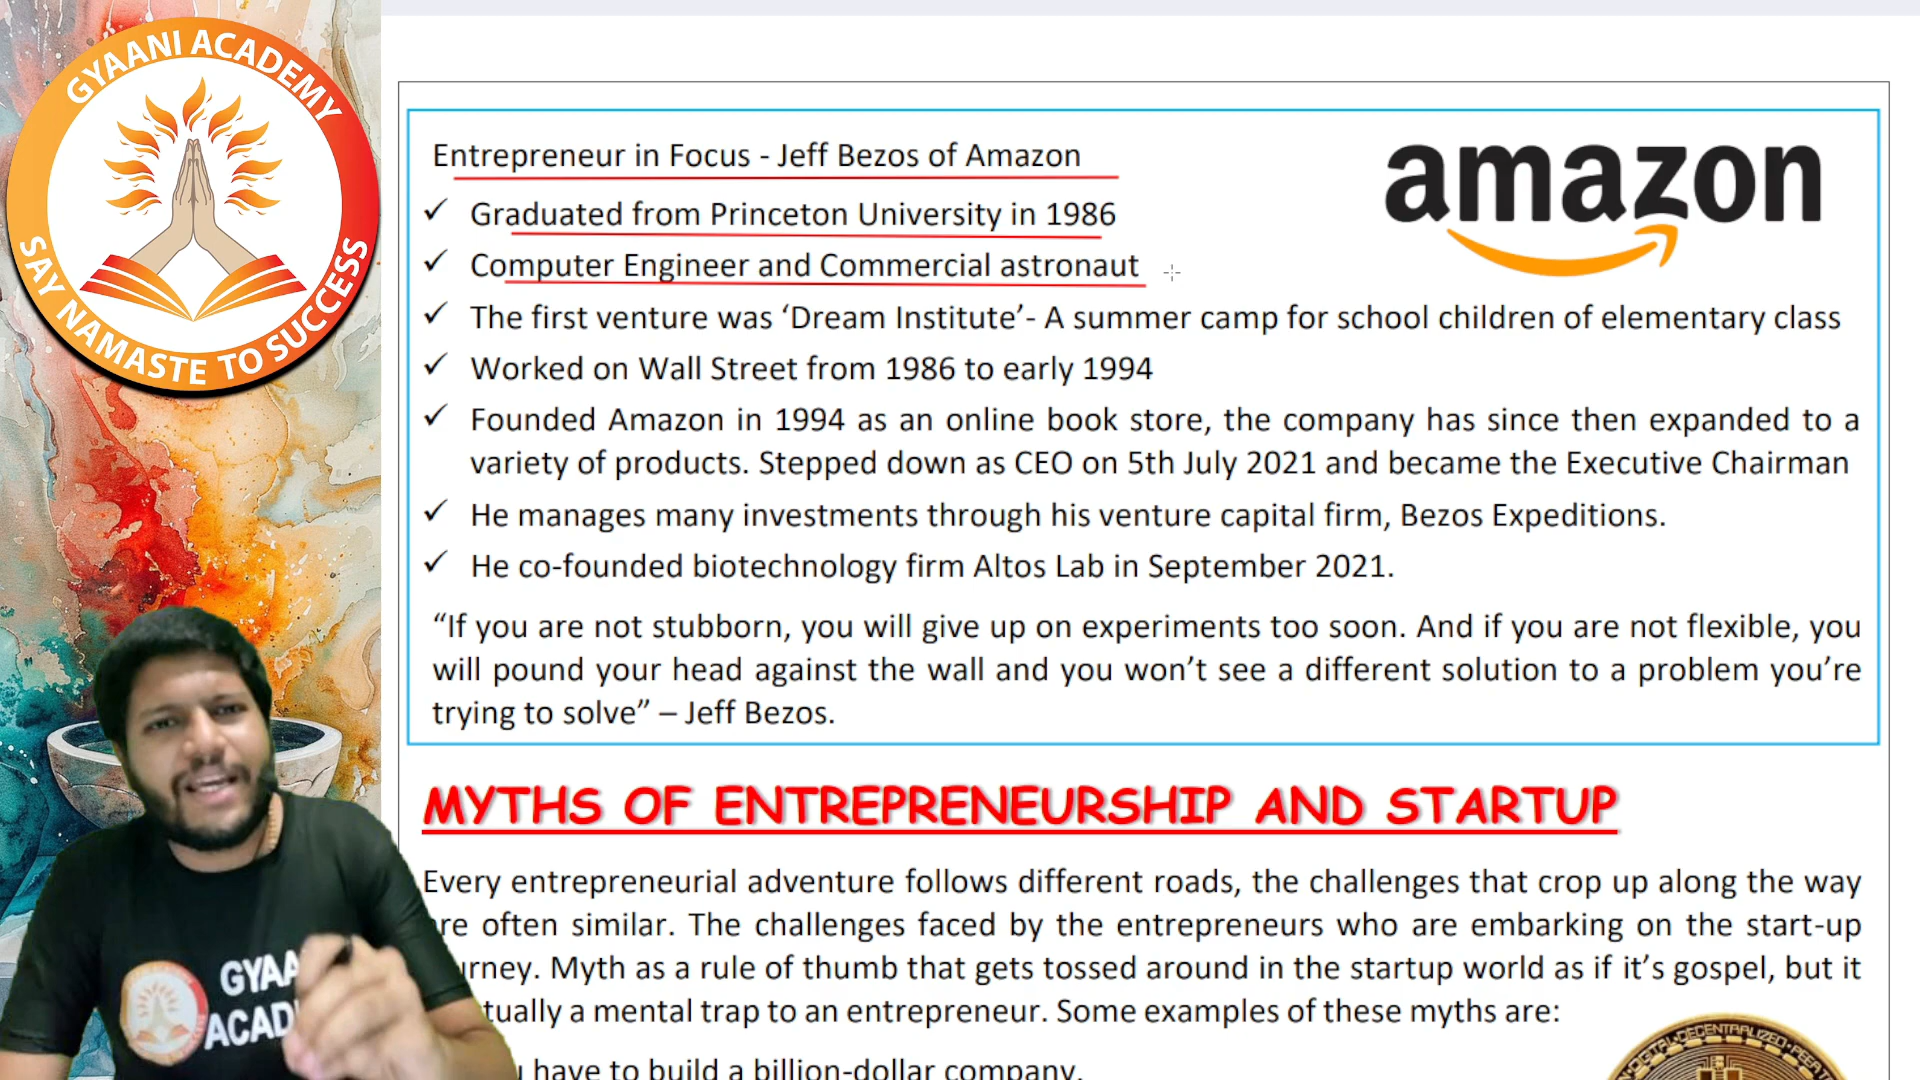 GYAANI ACADEMY
SAY NAMASTE TO SUCCESS
Entrepreneur in Focus - Jeff Bezos of Amazon
amazon
✓ Graduated from Princeton University in 1986
✓ Computer Engineer and Commercial astronaut
✓ The first venture was ‘Dream Institute’- A summer camp for school children of elementary class
✓ Worked on Wall Street from 1986 to early 1994
✓ Founded Amazon in 1994 as an online book store, the company has since then expanded to a
variety of products. Stepped down as CEO on 5th July 2021 and became the Executive Chairman
✓ He manages many investments through his venture capital firm, Bezos Expeditions.
✓ He co-founded biotechnology firm Altos Lab in September 2021.
“If you are not stubborn, you will give up on experiments too soon. And if you are not flexible, you
will pound your head against the wall and you won’t see a different solution to a problem you’re
trying to solve” – Jeff Bezos.
MYTHS OF ENTREPRENEURSHIP AND STARTUP
Every entrepreneurial adventure follows different roads, the challenges that crop up along the way
re often similar. The challenges faced by the entrepreneurs who are embarking on the start-up
rney. Myth as a rule of thumb that gets tossed around in the startup world as if it’s gospel, but it
tually a mental trap to an entrepreneur. Some examples of these myths are:
have to build a billion-dollar company.
GYAA
ACAD
DIGITAL DECENTRALIZED PEER